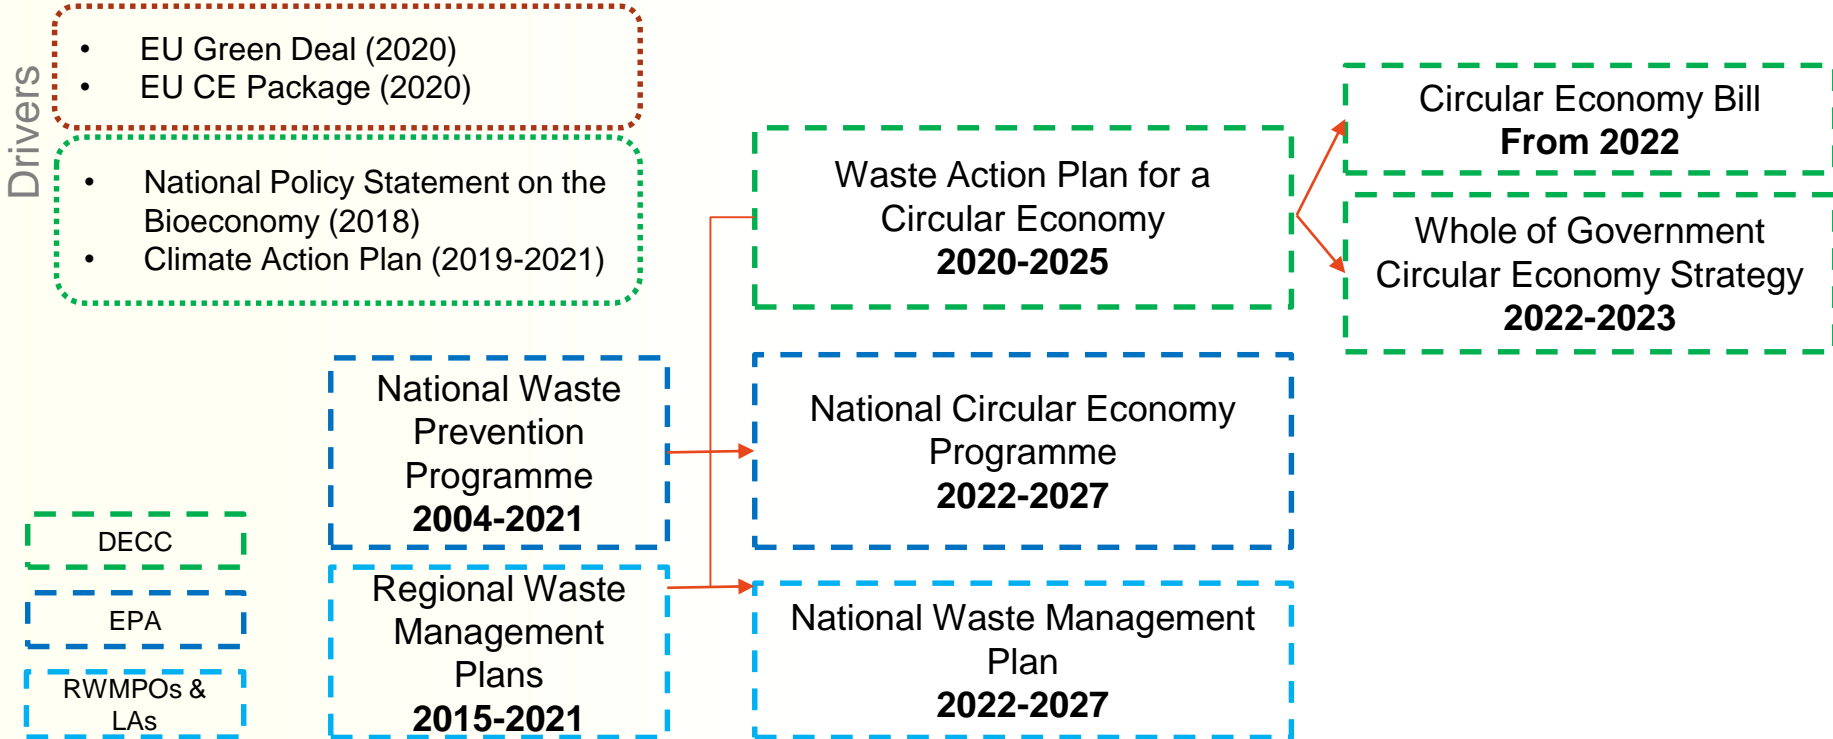 Drivers
• EU Green Deal (2020)
• EU CE Package (2020)
• National Policy Statement on the
Bioeconomy (2018)
• Climate Action Plan (2019-2021)
Waste Action Plan for a
Circular Economy
2020-2025
Circular Economy Bill
From 2022
Whole of Government
Circular Economy Strategy
2022-2023
National Waste
Prevention
Programme
2004-2021
National Circular Economy
Programme
2022-2027
Regional Waste
Management
Plans
2015-2021
National Waste Management
Plan
2022-2027
DECC
EPA
RWMPOs &
LAs